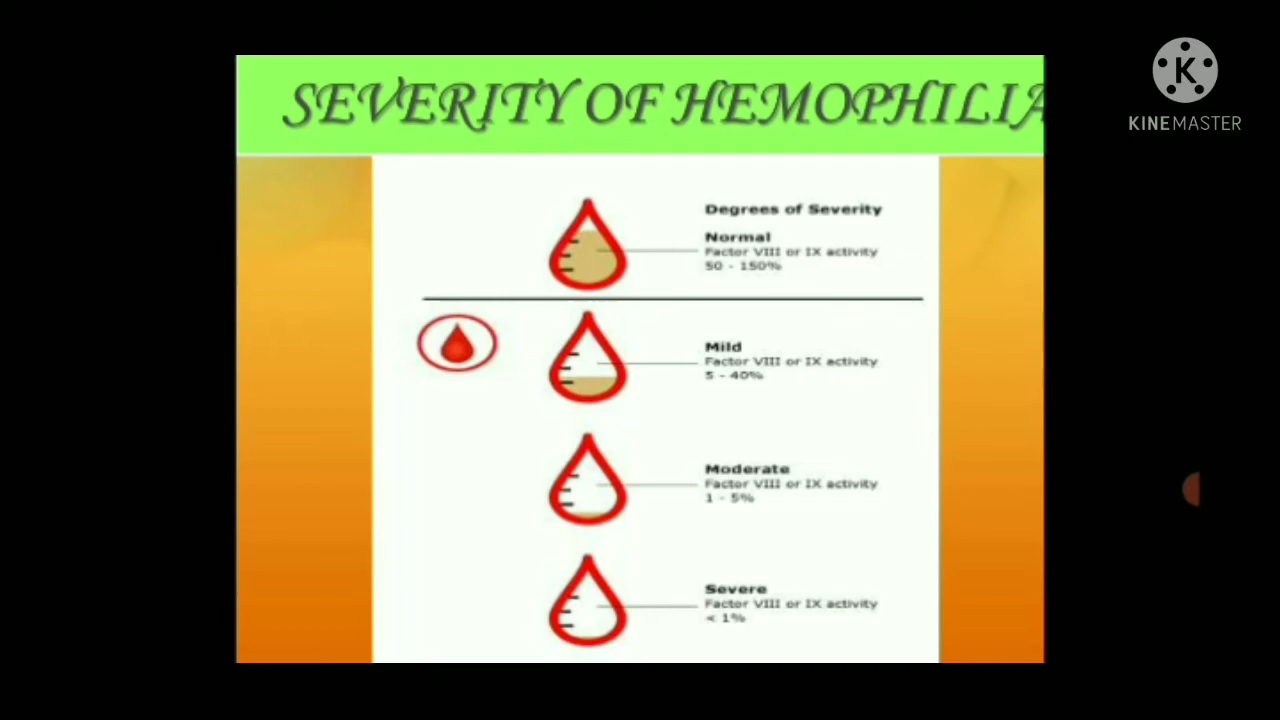 SEVERITY OF HEMOPHILIA
K
KINEMASTER
Degrees of Severity
Normal
Factor VIII or IX activity
50 - 150%
Mild
Factor VIII or IX activity
5 - 40%
Moderate
Factor VIII or IX activity
1 - 5%
Severe
Factor VIII or IX activity
< 1%